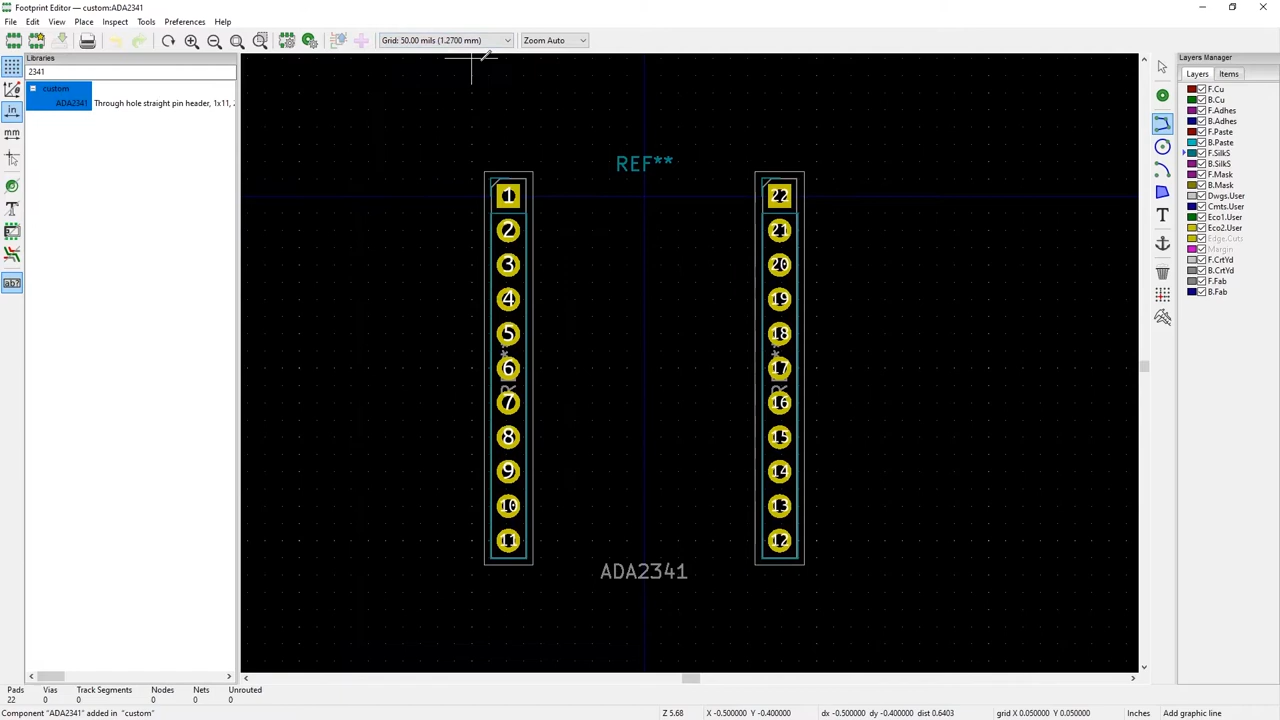 Footprint Editor — custom:ADA2341
File Edit View Place Inspect Tools Preferences Help
Grid: 50.00 mils (1.2700 mm)
Zoom Auto
Libraries
2341
custom
ADA2341 Through hole straight pin header, 1x11, 2
in
mm
ab?
REF**
1
2
3
4
5
6
7
8
9
10
11
22
21
20
19
18
17
16
15
14
13
12
ADA2341
Layers Manager
Layers Items
F.Cu
B.Cu
F.Adhes
B.Adhes
F.Paste
B.Paste
F.SilkS
B.SilkS
F.Mask
B.Mask
Dwgs.User
Cmts.User
Eco1.User
Eco2.User
Edge.Cuts
Margin
F.CrtYd
B.CrtYd
F.Fab
B.Fab
Pads Vias Track Segments Nodes Nets Unrouted
22 0 0 0 0 0
Component "ADA2341" added in "custom" Z 5.68 X -0.500000 Y -0.400000 dx -0.500000 dy -0.400000 dist 0.6403 grid X 0.050000 Y 0.050000 Inches Add graphic line